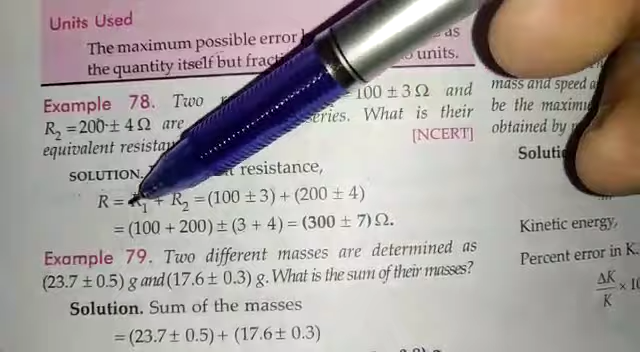 Units Used
The maximum possible error as
the quantity itself but units.
Example 78. Two 100 ± 3 Ω and
R2 = 200 ± 4 Ω are series. What is their
equivalent [NCERT]
SOLUTION. resistance,
R = R1 + R2 = (100 ± 3) + (200 ± 4)
= (100 + 200) ± (3 + 4) = (300 ± 7) Ω.
Example 79. Two different masses are determined as
(23.7 ± 0.5) g and (17.6 ± 0.3) g. What is the sum of their masses?
Solution. Sum of the masses
= (23.7 ± 0.5) + (17.6 ± 0.3)
mass and speed
be the
obtained by
Kinetic energy,
Percent error in K.
ΔK
K ×